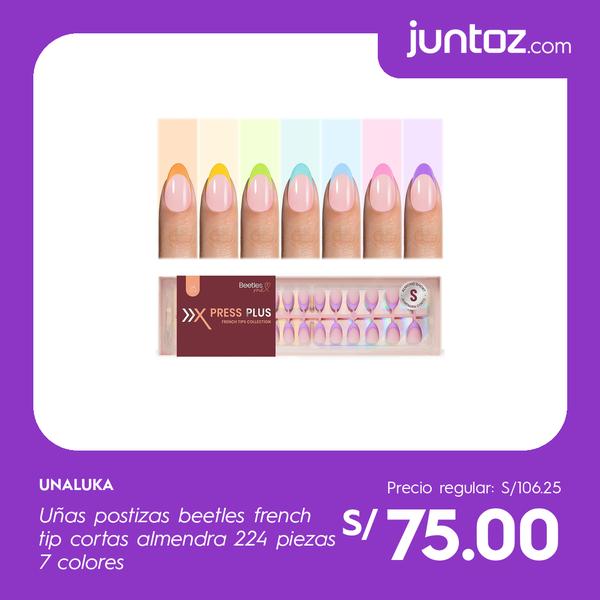 juntoz.com
Beetles
me
PRESS PLUS
FRENCH TIPS COLLECTION
S
UNALUKA
Uñas postizas beetles french
tip cortas almendra 224 piezas
7 colores
Precio regular: S/106.25
S/75.00